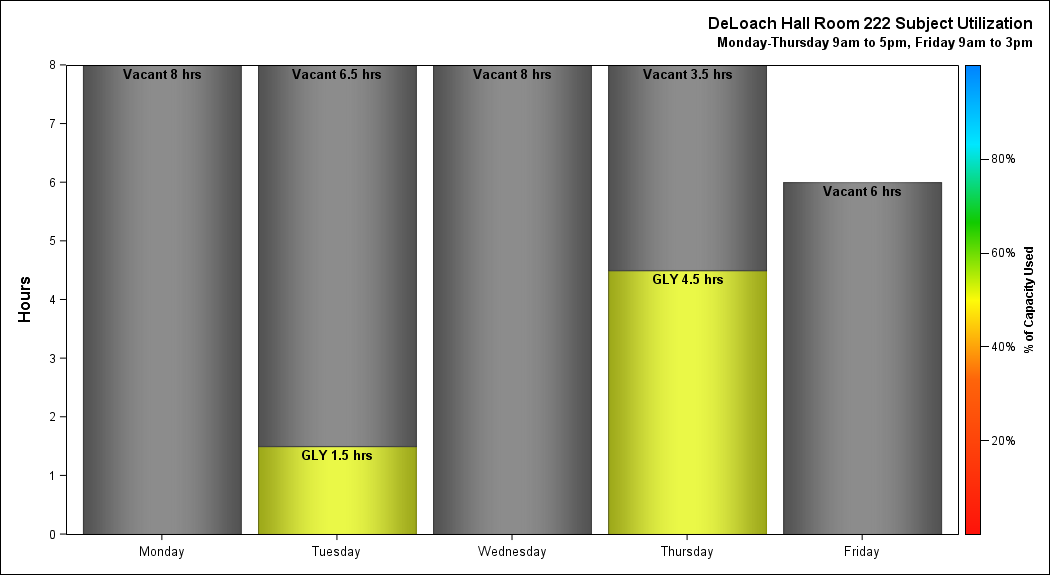 DeLoach Hall Room 222 Subject Utilization
Monday-Thursday 9am to 5pm, Friday 9am to 3pm
Hours
8
7
6
5
4
3
2
1
0
Vacant 8 hrs
Vacant 6.5 hrs
GLY 1.5 hrs
Vacant 8 hrs
Vacant 3.5 hrs
GLY 4.5 hrs
Vacant 6 hrs
Monday
Tuesday
Wednesday
Thursday
Friday
80%
60%
40%
20%
% of Capacity Used